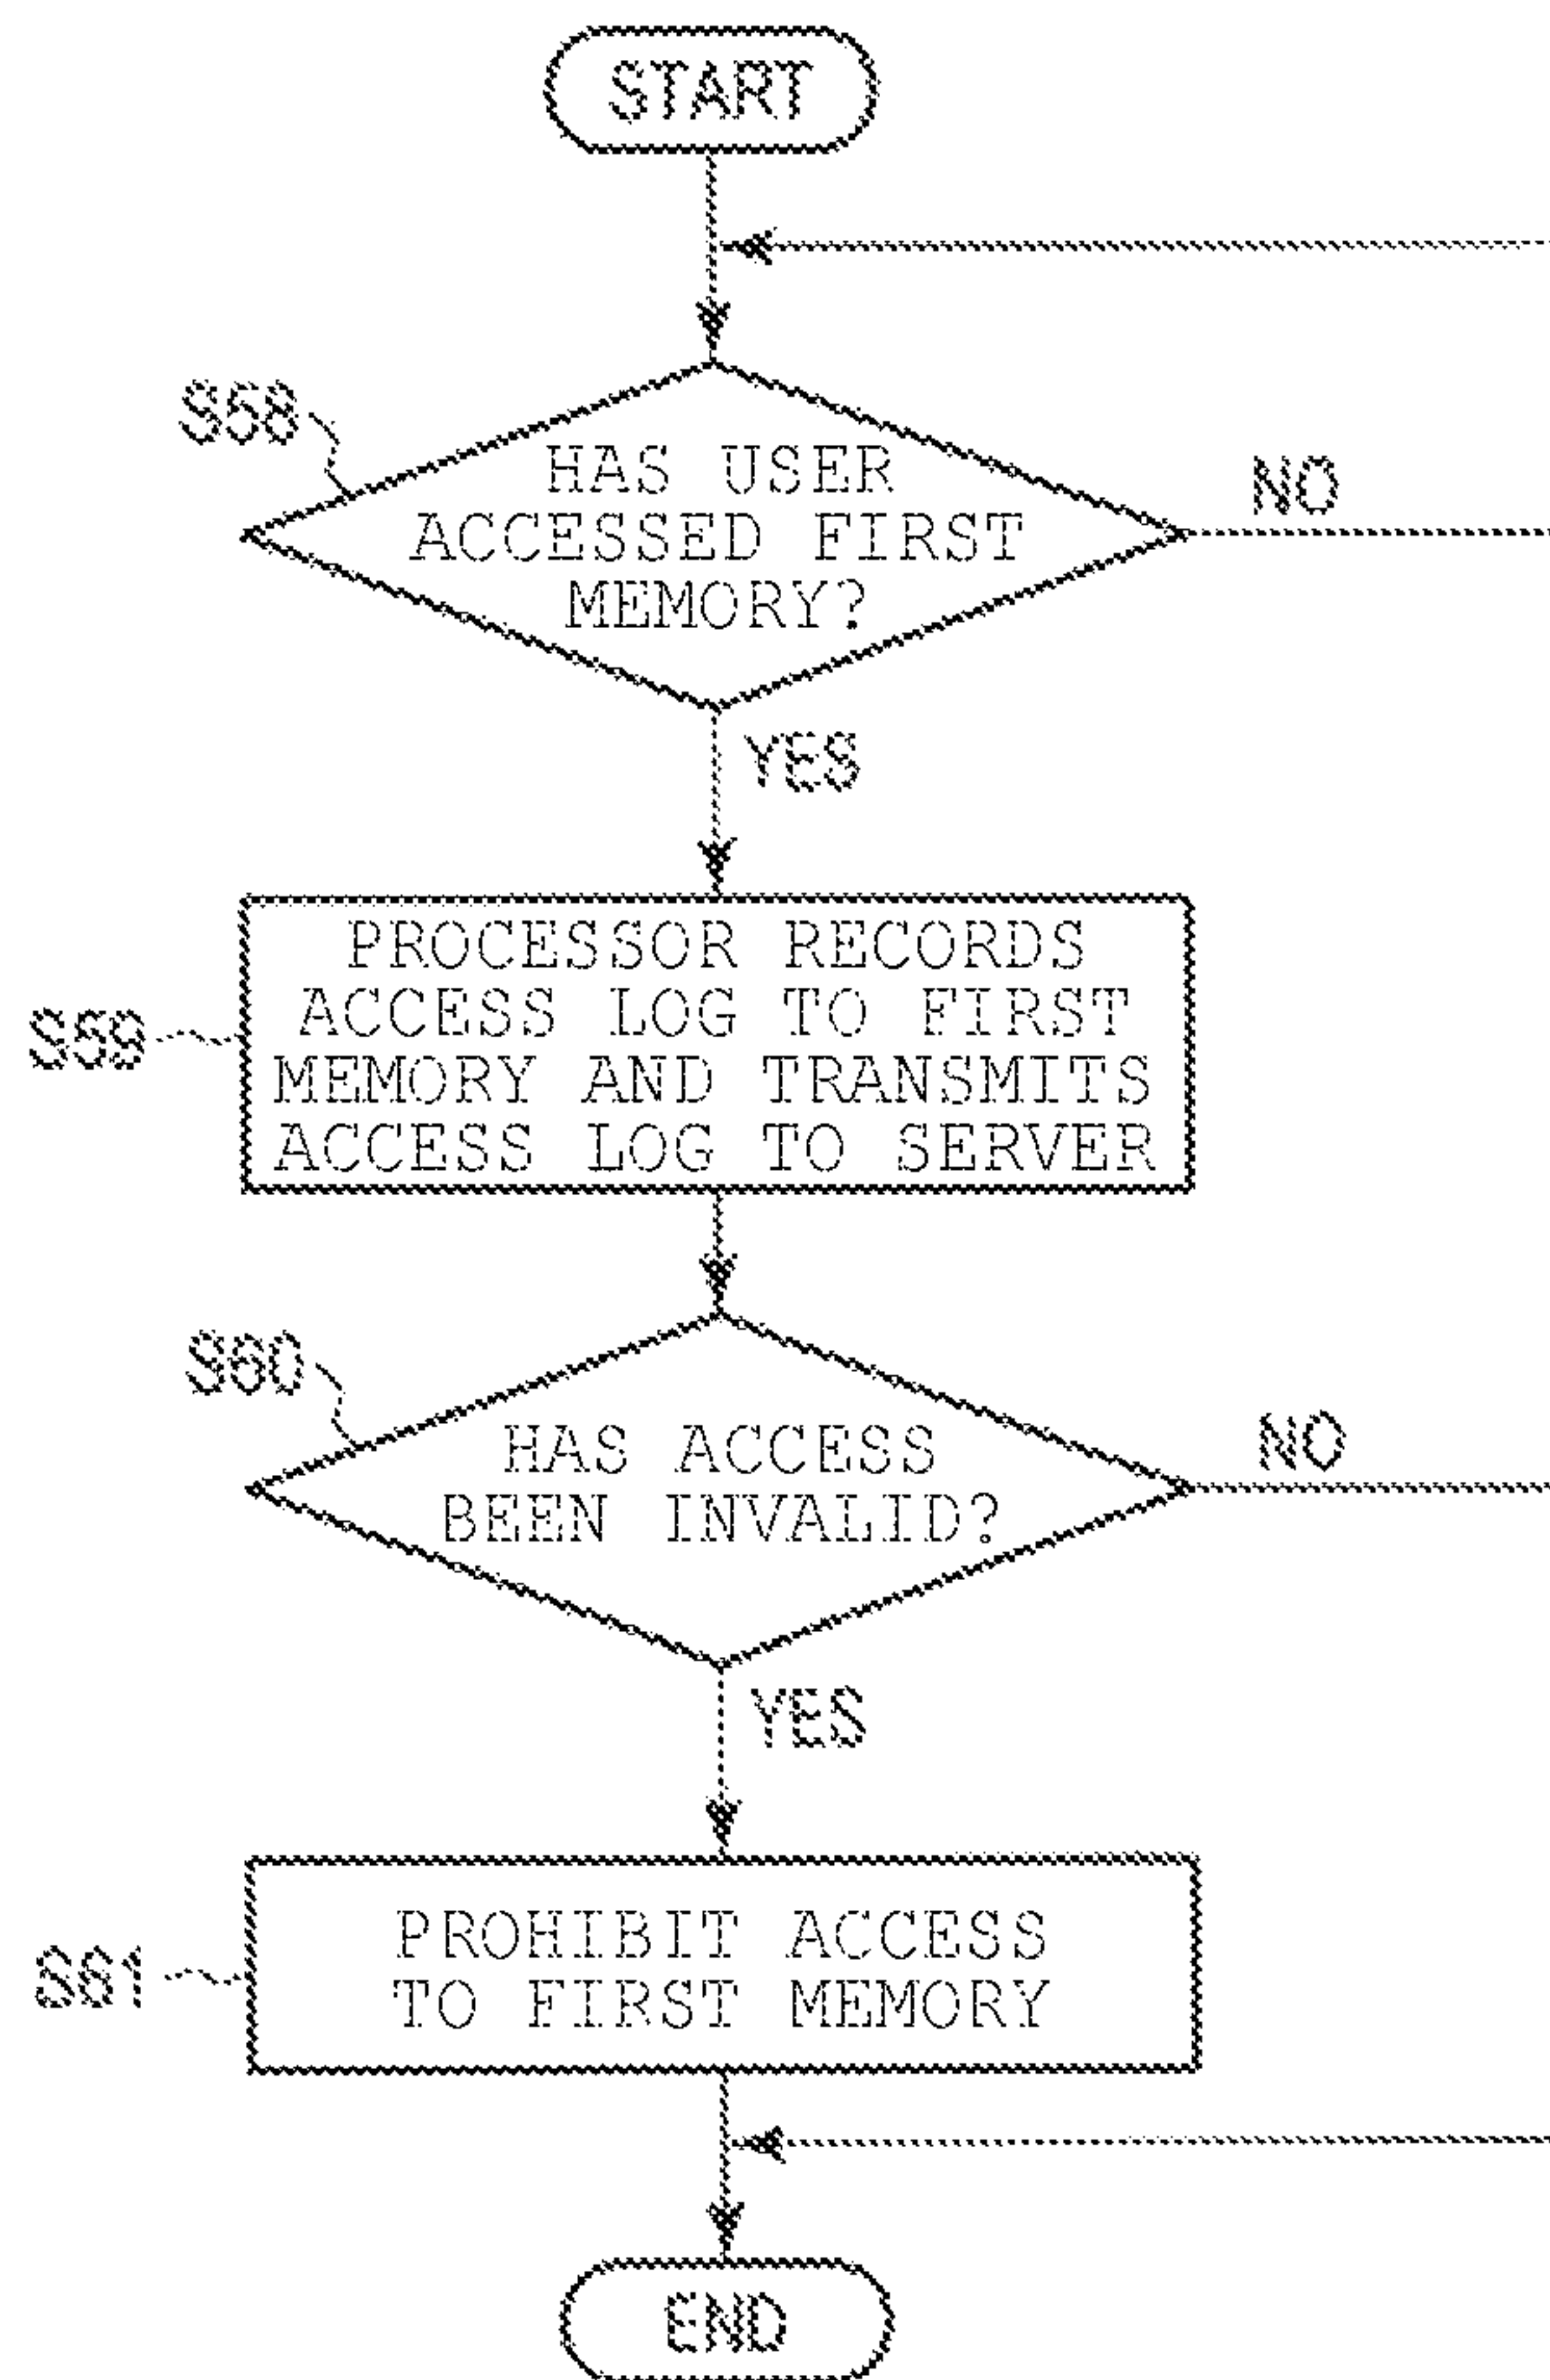 START
S58
HAS USER
ACCESSED FIRST
MEMORY?
NO
YES
S59
PROCESSOR RECORDS
ACCESS LOG TO FIRST
MEMORY AND TRANSMITS
ACCESS LOG TO SERVER
S60
HAS ACCESS
BEEN INVALID?
NO
YES
S61
PROHIBIT ACCESS
TO FIRST MEMORY
END